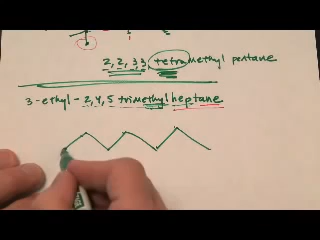 2, 2, 3 3 tetramethyl pentane
3-ethyl - 2, 4, 5 trimethyl heptane